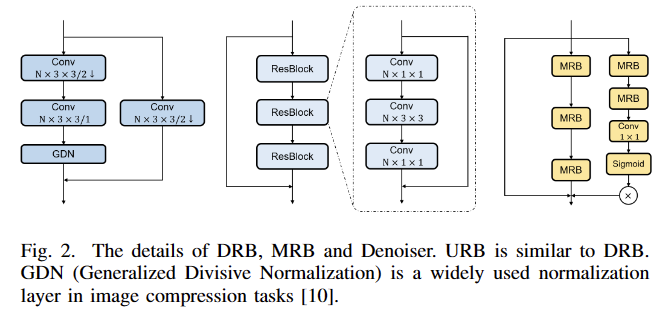 Conv
N × 3 × 3/2↓
Conv
N × 3 × 3/1
GDN
Conv
N × 3 × 3/2↓
ResBlock
ResBlock
ResBlock
Conv
N × 1 × 1
Conv
N × 3 × 3
Conv
N × 1 × 1
MRB
MRB
MRB
MRB
MRB
Conv
1 × 1
Sigmoid
×
Fig. 2. The details of DRB, MRB and Denoiser. URB is similar to DRB.
GDN (Generalized Divisive Normalization) is a widely used normalization
layer in image compression tasks [10].